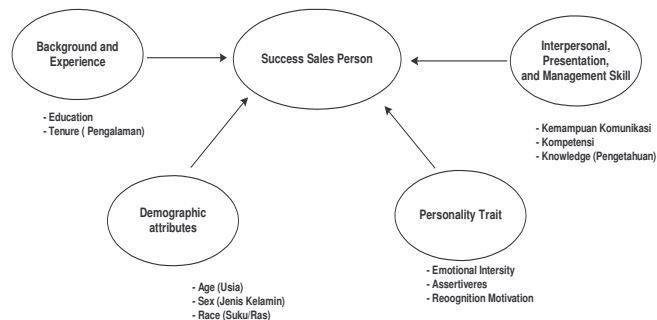 Background and
Experience
- Education
- Tenure ( Pengalaman)
Success Sales Person
Interpersonal,
Presentation,
and Management Skill
- Kemampuan Komunikasi
- Kompetensi
- Knowledge (Pengetahuan)
Demographic
attributes
- Age (Usia)
- Sex (Jenis Kelamin)
- Race (Suku/Ras)
Personality Trait
- Emotional Intersity
- Assertiveres
- Reoognition Motivation